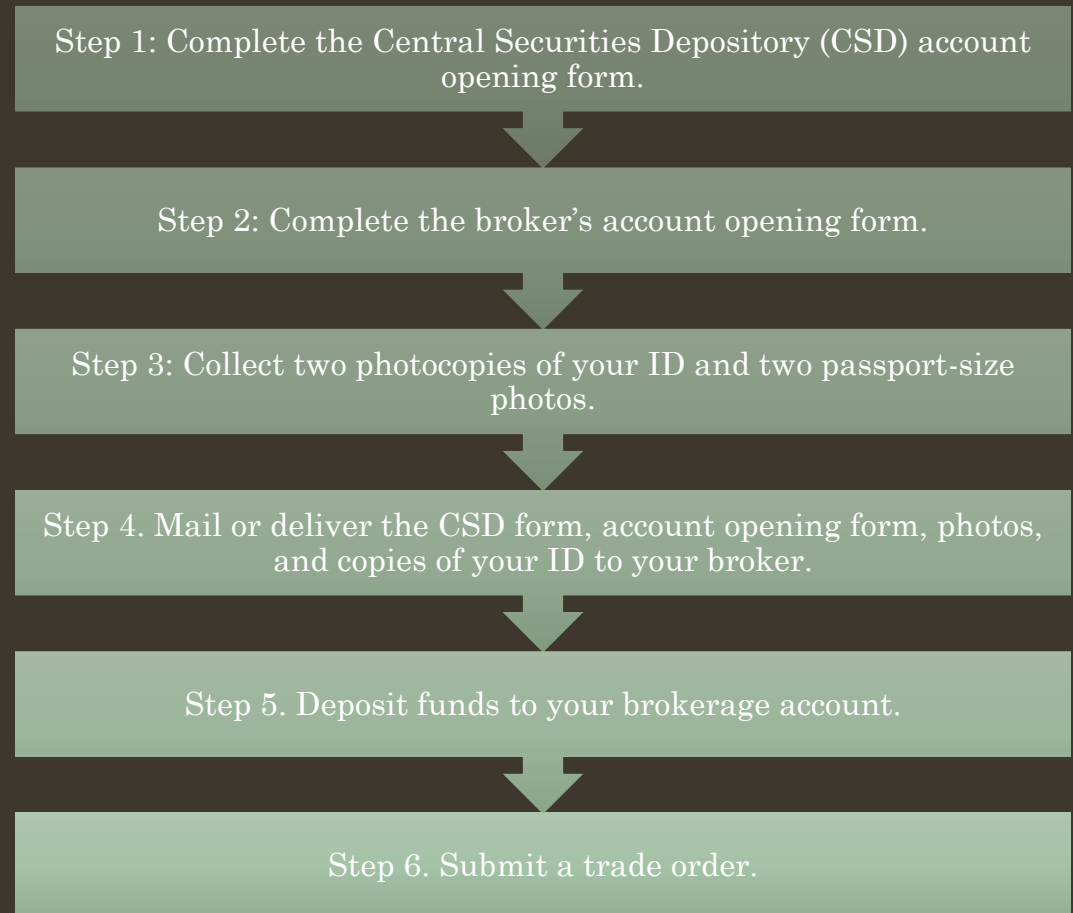 Step 1: Complete the Central Securities Depository (CSD) account
opening form.
Step 2: Complete the broker’s account opening form.
Step 3: Collect two photocopies of your ID and two passport-size
photos.
Step 4. Mail or deliver the CSD form, account opening form, photos,
and copies of your ID to your broker.
Step 5. Deposit funds to your brokerage account.
Step 6. Submit a trade order.